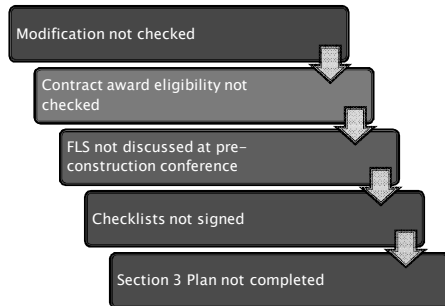 Modification not checked
Contract award eligibility not
checked
FLS not discussed at pre-
construction conference
Checklists not signed
Section 3 Plan not completed